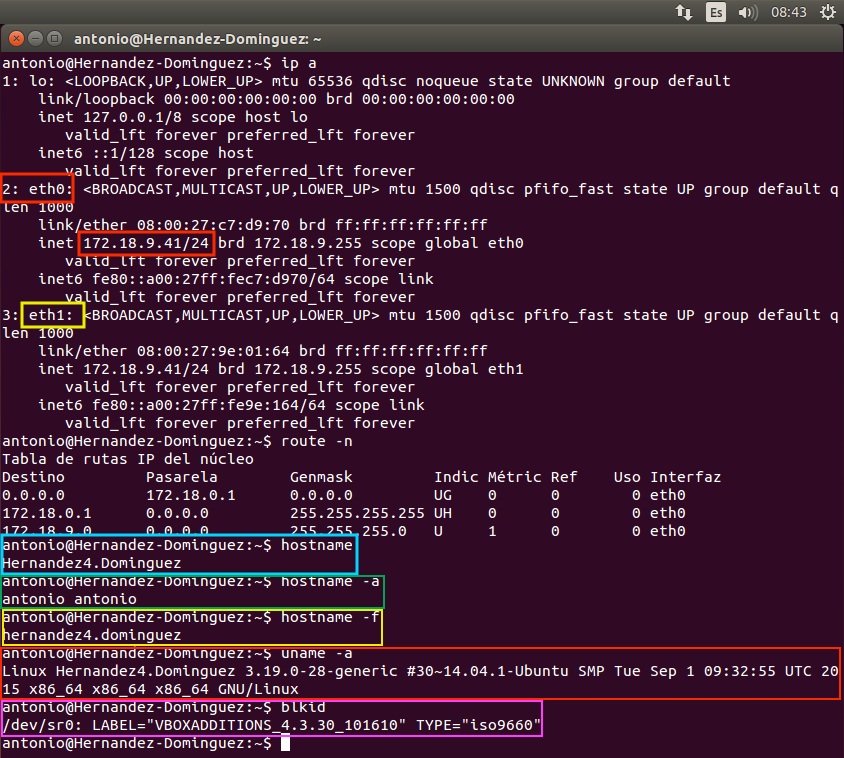 Es 08:43
antonio@Hernandez-Dominguez: ~
antonio@Hernandez-Dominguez:~$ ip a
1: lo: <LOOPBACK,UP,LOWER_UP> mtu 65536 qdisc noqueue state UNKNOWN group default
    link/loopback 00:00:00:00:00:00 brd 00:00:00:00:00:00
    inet 127.0.0.1/8 scope host lo
       valid_lft forever preferred_lft forever
    inet6 ::1/128 scope host
       valid_lft forever preferred_lft forever
2: eth0: <BROADCAST,MULTICAST,UP,LOWER_UP> mtu 1500 qdisc pfifo_fast state UP group default q
len 1000
    link/ether 08:00:27:c7:d9:70 brd ff:ff:ff:ff:ff:ff
    inet 172.18.9.41/24 brd 172.18.9.255 scope global eth0
       valid_lft forever preferred_lft forever
    inet6 fe80::a00:27ff:fec7:d970/64 scope link
       valid_lft forever preferred_lft forever
3: eth1: <BROADCAST,MULTICAST,UP,LOWER_UP> mtu 1500 qdisc pfifo_fast state UP group default q
len 1000
    link/ether 08:00:27:9e:01:64 brd ff:ff:ff:ff:ff:ff
    inet 172.18.9.41/24 brd 172.18.9.255 scope global eth1
       valid_lft forever preferred_lft forever
    inet6 fe80::a00:27ff:fe9e:164/64 scope link
       valid_lft forever preferred_lft forever
antonio@Hernandez-Dominguez:~$ route -n
Tabla de rutas IP del núcleo
Destino         Pasarela        Genmask         Indic Métric Ref    Uso Interfaz
0.0.0.0         172.18.0.1      0.0.0.0         UG    0      0        0 eth0
172.18.0.1      0.0.0.0         255.255.255.255 UH    0      0        0 eth0
172.18.9.0      0.0.0.0         255.255.255.0   U     1      0        0 eth0
antonio@Hernandez-Dominguez:~$ hostname
Hernandez4.Dominguez
antonio@Hernandez-Dominguez:~$ hostname -a
antonio antonio
antonio@Hernandez-Dominguez:~$ hostname -f
hernandez4.dominguez
antonio@Hernandez-Dominguez:~$ uname -a
Linux Hernandez4.Dominguez 3.19.0-28-generic #30~14.04.1-Ubuntu SMP Tue Sep 1 09:32:55 UTC 20
15 x86_64 x86_64 x86_64 GNU/Linux
antonio@Hernandez-Dominguez:~$ blkid
/dev/sr0: LABEL="VBOXADDITIONS_4.3.30_101610" TYPE="iso9660"
antonio@Hernandez-Dominguez:~$